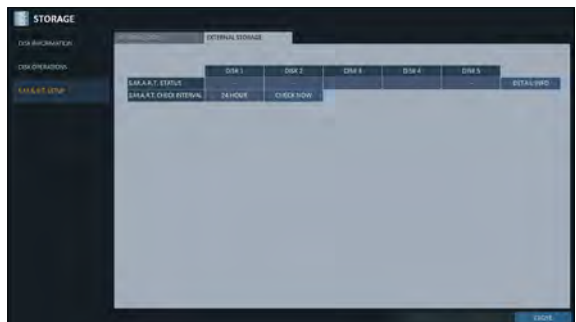 STORAGE
DISK INFORMATION
EXTERNAL STORAGE
DISK OPERATIONS
DISK 1 DISK 2 DISK 3 DISK 4 DISK 5
S.M.A.R.T. STATUS DETAIL INFO
S.M.A.R.T. SETUP
S.M.A.R.T. CHECK INTERVAL 24 HOUR CHECK NOW
CLOSE